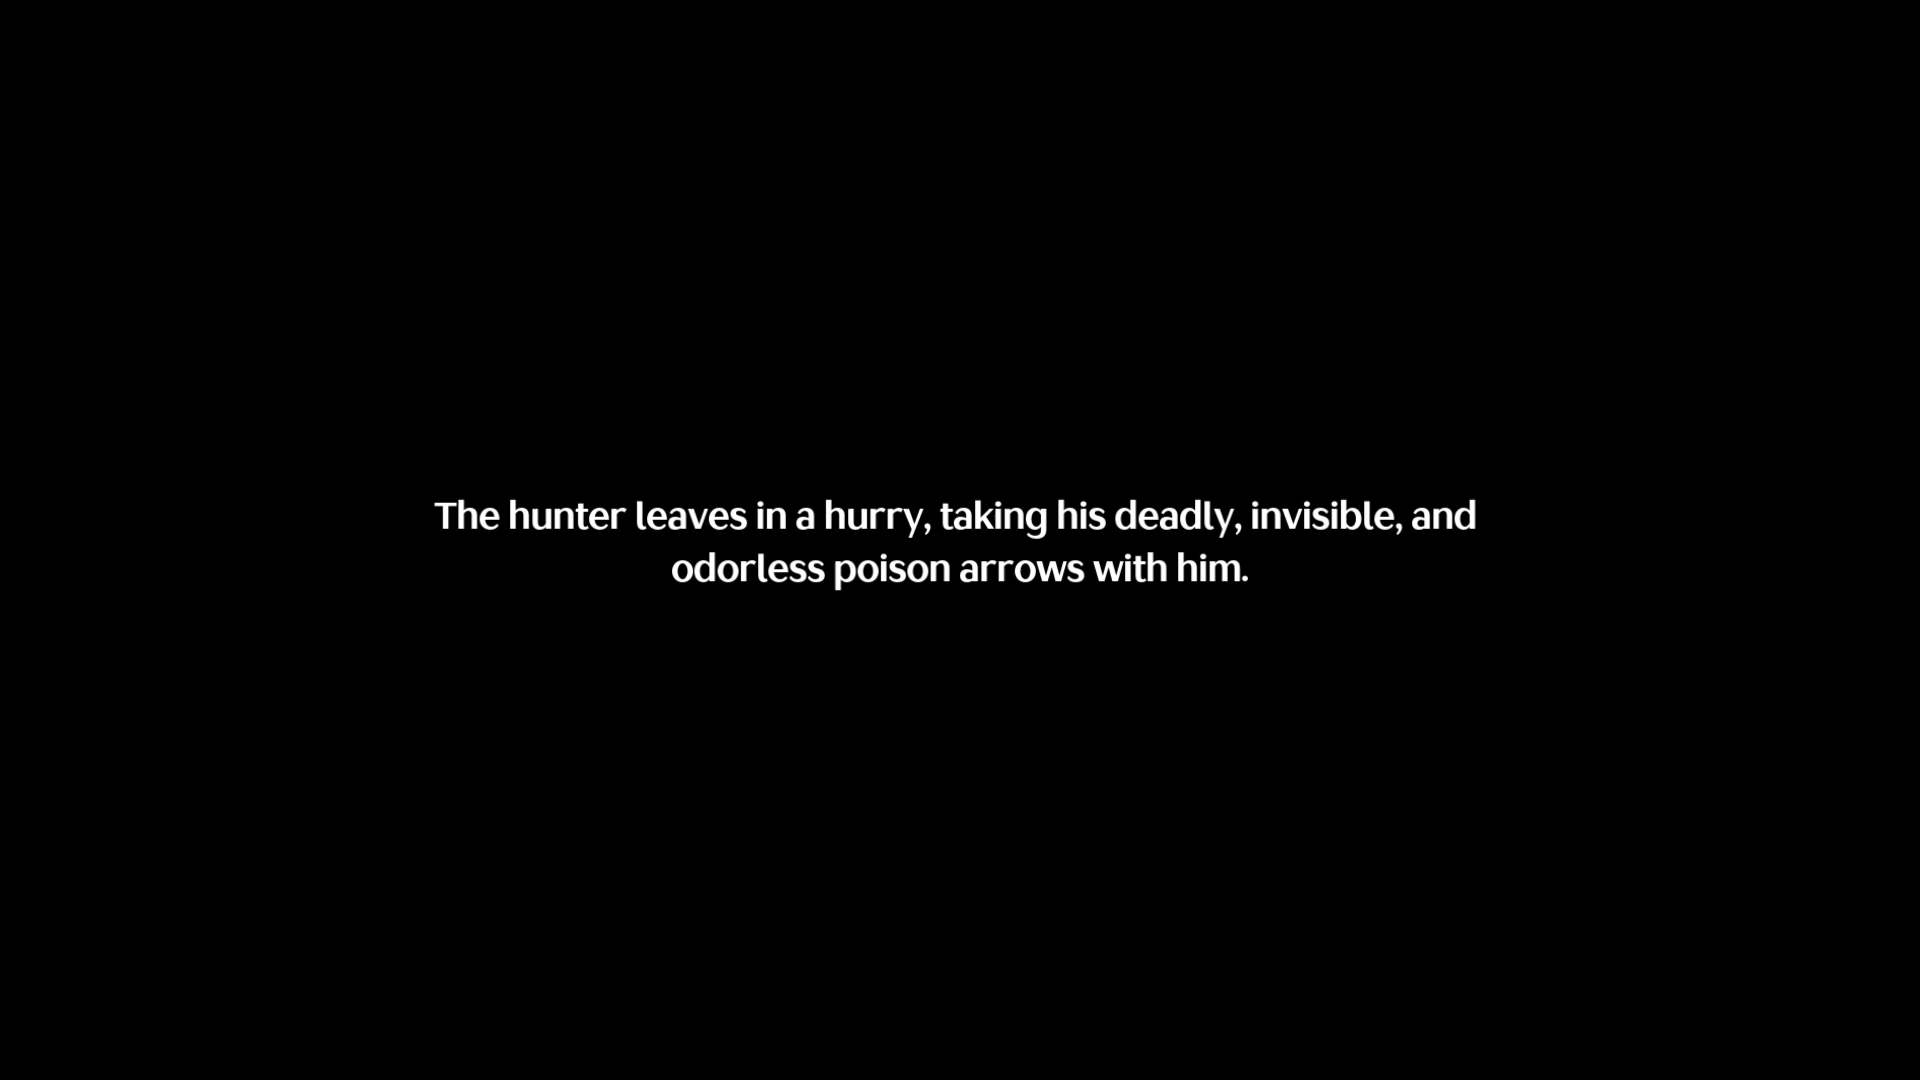 The hunter leaves in a hurry, taking his deadly, invisible, and
odorless poison arrows with him.